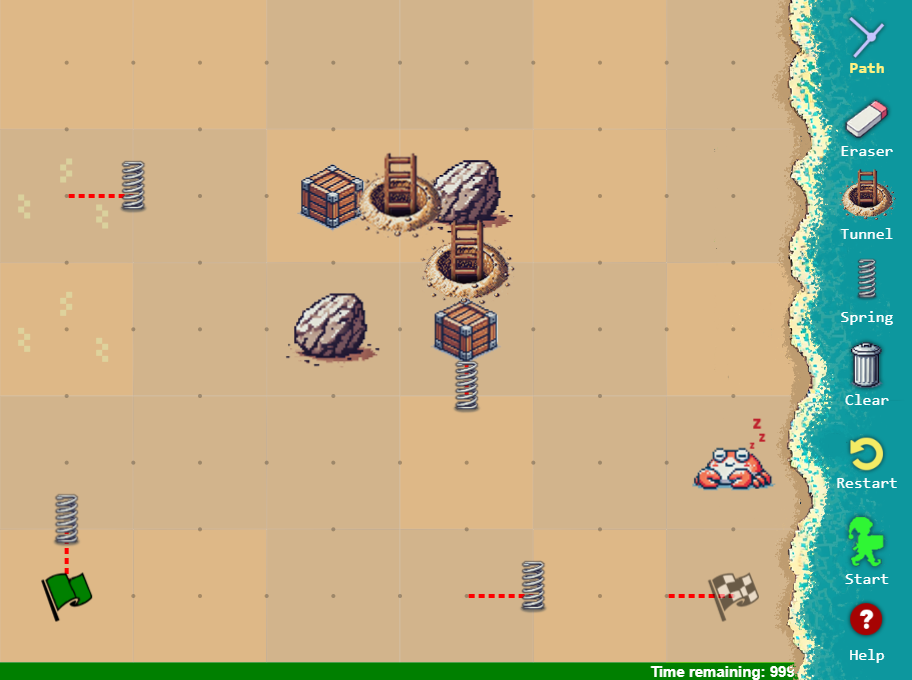 Path
Eraser
Tunnel
Spring
Clear
z
z
z
Restart
Start
?
Help
Time remaining: 999